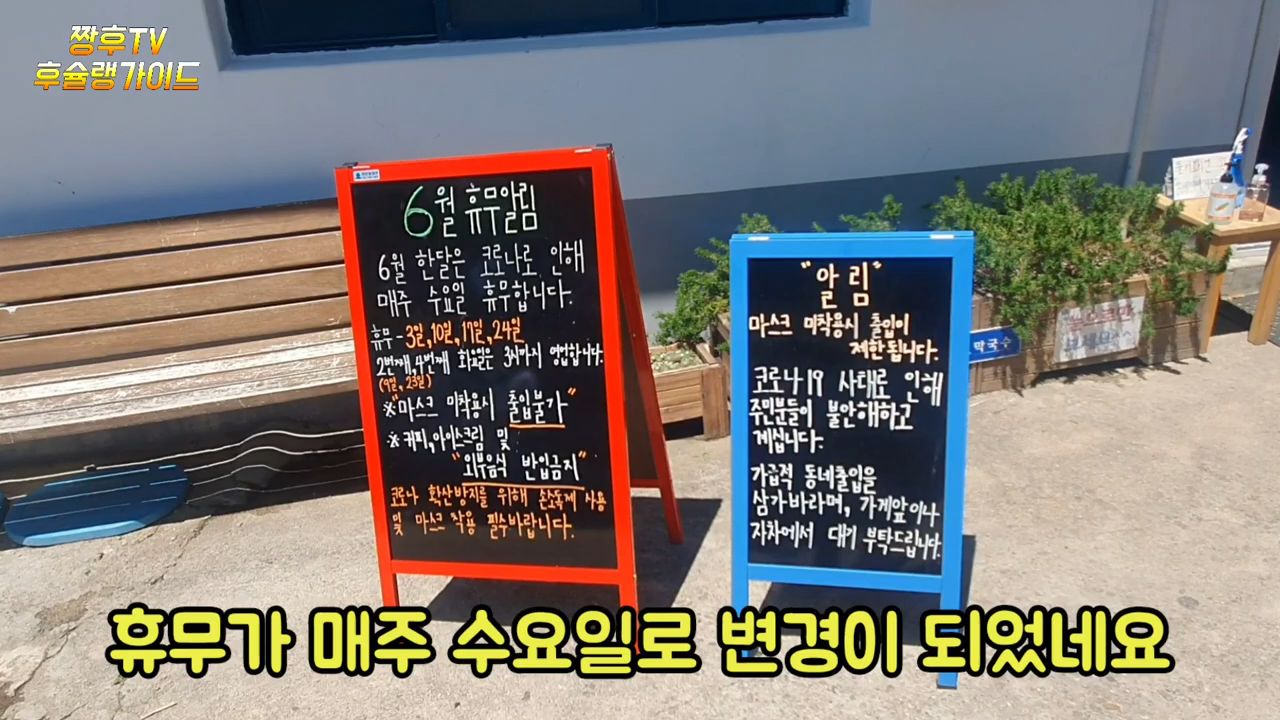 짱후TV
후슐랭가이드
6월 휴무알림
6월 한달은 코로나로 인해
매주 수요일 휴무합니다.
휴무-3일,10일,17일,24일
2번째,4번째 화요일은 3시까지 영업합니다.
(9일, 23일)
※"마스크 미착용시 출입불가"
※커피,아이스크림 및
"외부음식 반입금지"
코로나 확산방지를 위해 손소독제 사용
및 마스크 착용 필수바랍니다.
"알림"
마스크 미착용시 출입이
제한됩니다.
코로나19 사태로 인해
주민분들이 불안해하고
계십니다.
가급적 동네출입을
삼가바라며, 가게앞이나
자차에서 대기 부탁드립니다.
막국수
휴무가 매주 수요일로 변경이 되었네요